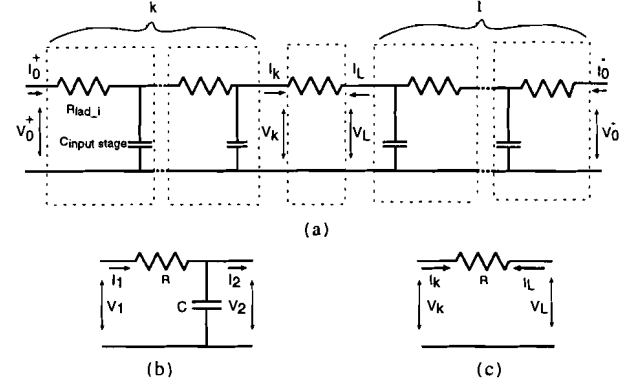 k l
I0+ Ik IL I0-
Rlad_i
V0+ Cinput stage Vk VL V0-
(a)
I1 R I2
V1 C V2
(b)
Ik R IL
Vk VL
(c)